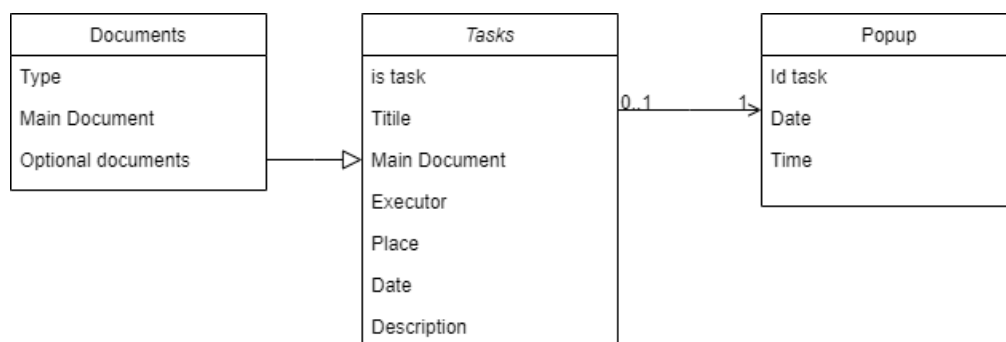 Documents
Type
Main Document
Optional documents
Tasks
is task
Titile
Main Document
Executor
Place
Date
Description
0..1
1
Popup
Id task
Date
Time